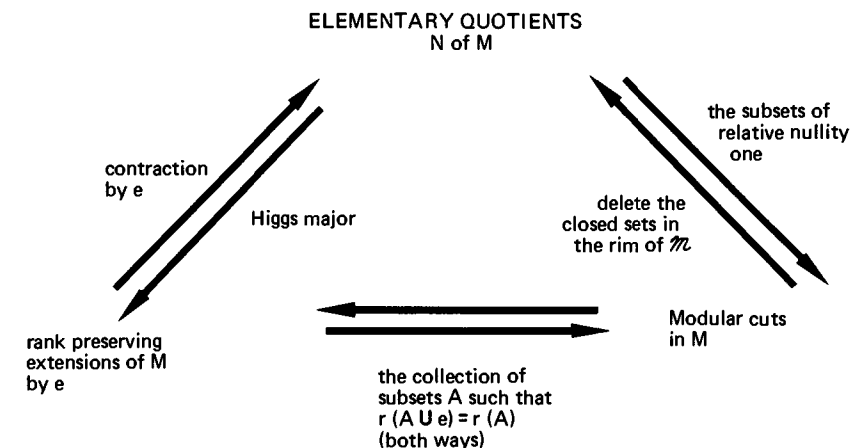 ELEMENTARY QUOTIENTS
N of M
contraction
by e
Higgs major
the subsets of
relative nullity
one
delete the
closed sets in
the rim of ℳ
rank preserving
extensions of M
by e
Modular cuts
in M
the collection of
subsets A such that
r (A U e) = r (A)
(both ways)